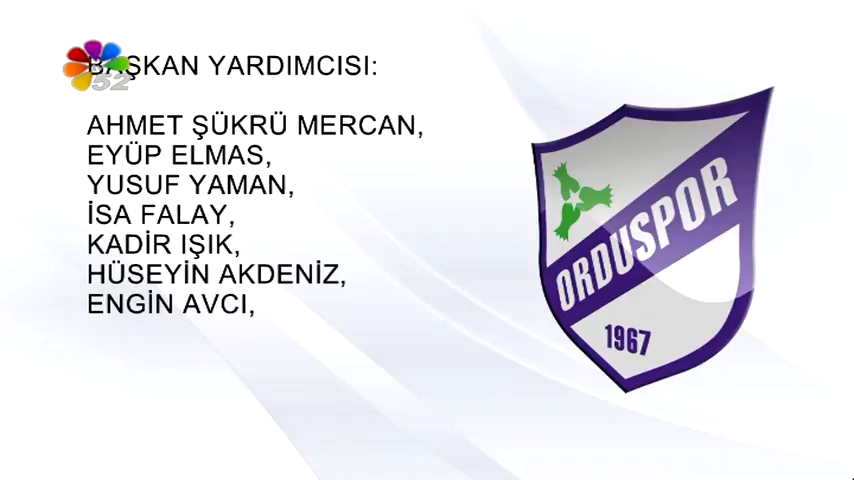 BAŞKAN YARDIMCISI:
52
AHMET ŞÜKRÜ MERCAN,
EYÜP ELMAS,
YUSUF YAMAN,
İSA FALAY,
KADİR IŞIK,
HÜSEYİN AKDENİZ,
ENGİN AVCI,
ORDUSPOR
1967